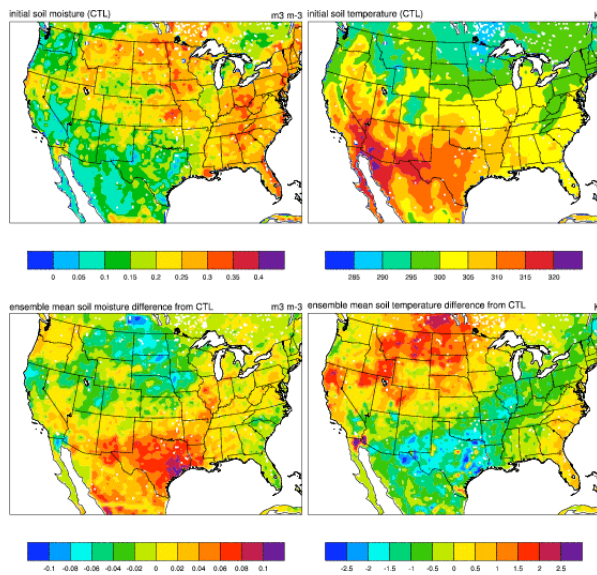 initial soil moisture (CTL) m3 m-3
initial soil temperature (CTL) K
0 0.05 0.1 0.15 0.2 0.25 0.3 0.35 0.4
285 290 295 300 305 310 315 320
ensemble mean soil moisture difference from CTL m3 m-3
ensemble mean soil temperature difference from CTL K
-0.1 -0.08 -0.06 -0.04 -0.02 0 0.02 0.04 0.06 0.08 0.1
-2.5 -2 -1.5 -1 -0.5 0 0.5 1 1.5 2 2.5